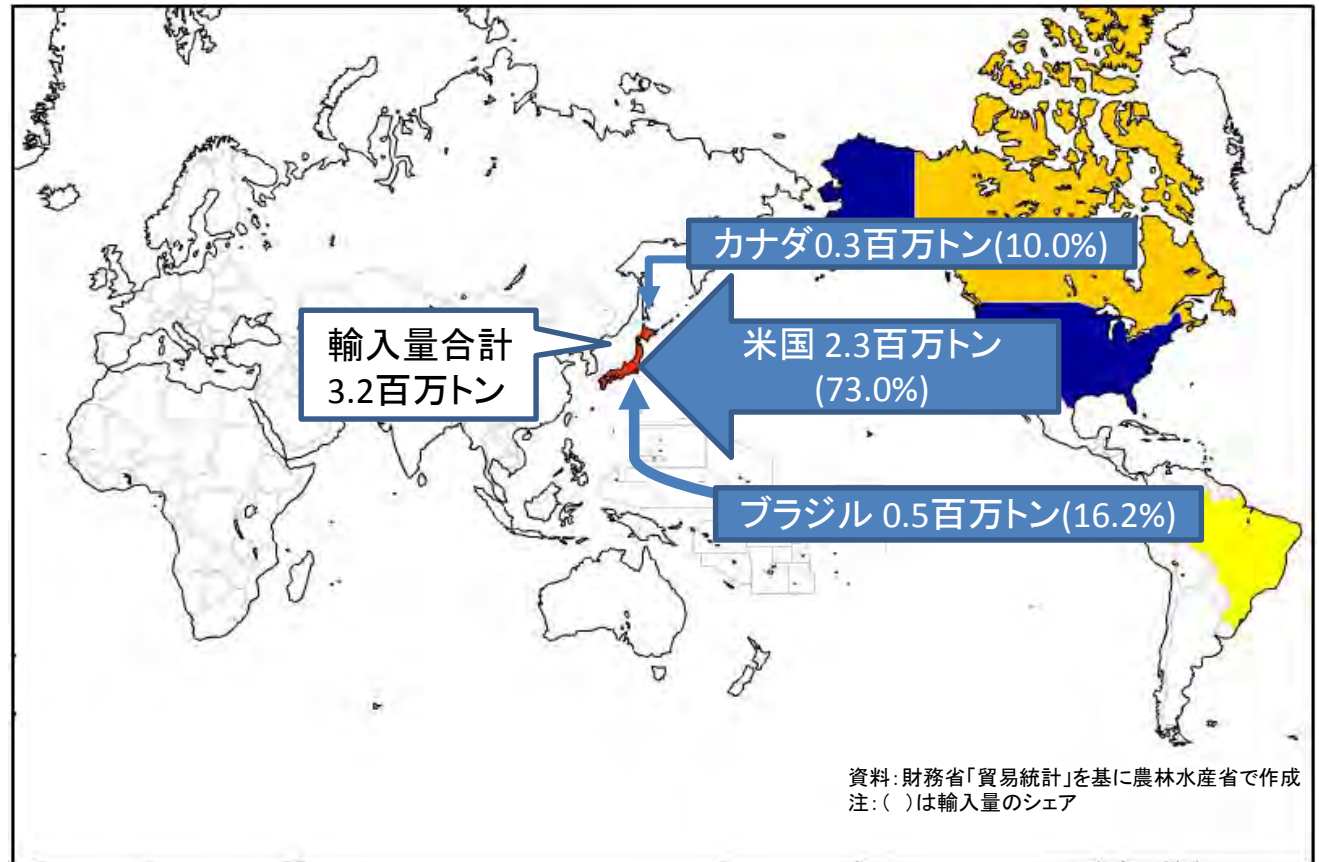 カナダ0.3百万トン(10.0%)
輸入量合計
3.2百万トン
米国 2.3百万トン
(73.0%)
ブラジル 0.5百万トン(16.2%)
資料:財務省「貿易統計」を基に農林水産省で作成
注:( )は輸入量のシェア